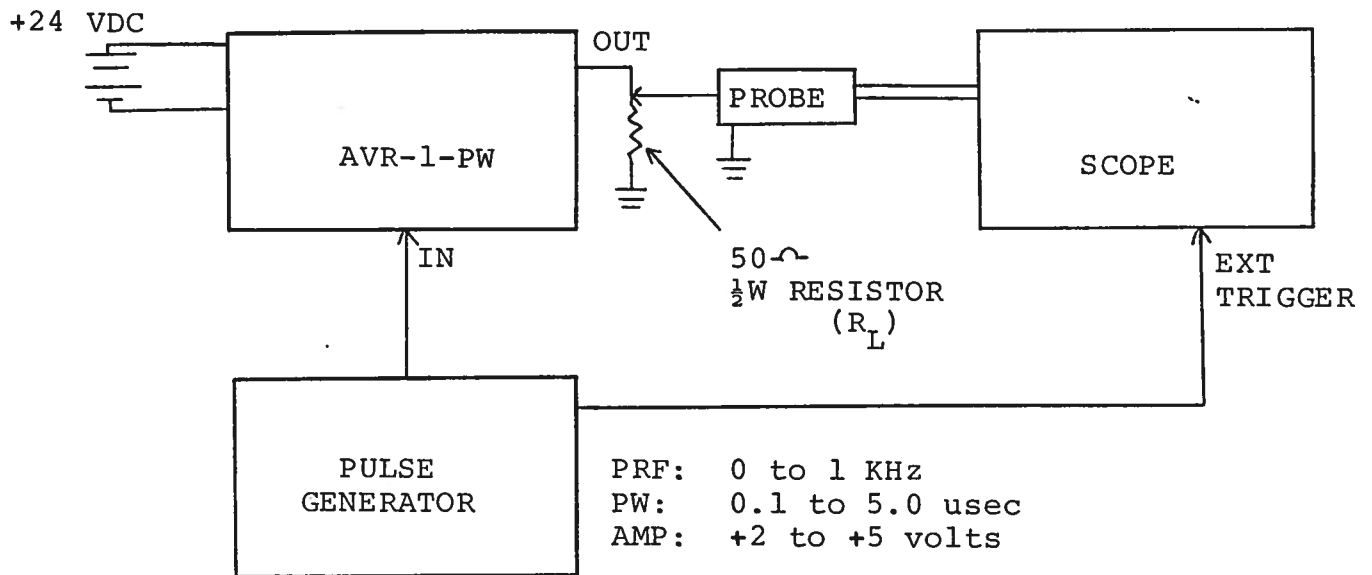 +24 VDC
OUT
PROBE
AVR-1-PW
SCOPE
IN
50-Ω-
½W RESISTOR
(R_L)
EXT
TRIGGER
PULSE
GENERATOR
PRF: 0 to 1 KHz
PW: 0.1 to 5.0 usec
AMP: +2 to +5 volts